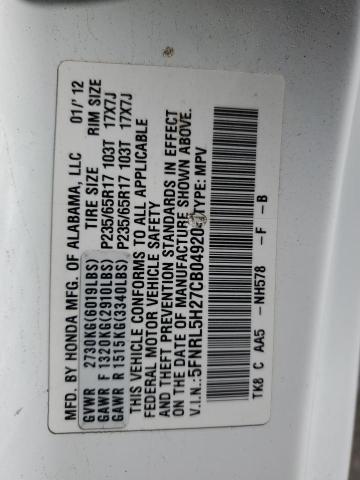 MFD. BY HONDA MFG. OF ALABAMA, LLC 01/'12
TIRE SIZE RIM SIZE
GVWR 2730KG(6019LBS)
GAWR F 1320KG(2910LBS) P235/65R17 103T 17X7J
GAWR R 1515KG(3340LBS) P235/65R17 103T 17X7J
THIS VEHICLE CONFORMS TO ALL APPLICABLE
FEDERAL MOTOR VEHICLE SAFETY
AND THEFT PREVENTION STANDARDS IN EFFECT
ON THE DATE OF MANUFACTURE SHOWN ABOVE.
V.I.N.:5FNRL5H27CB04920 TYPE: MPV
TK8 C AA5 -NH578 -F -B